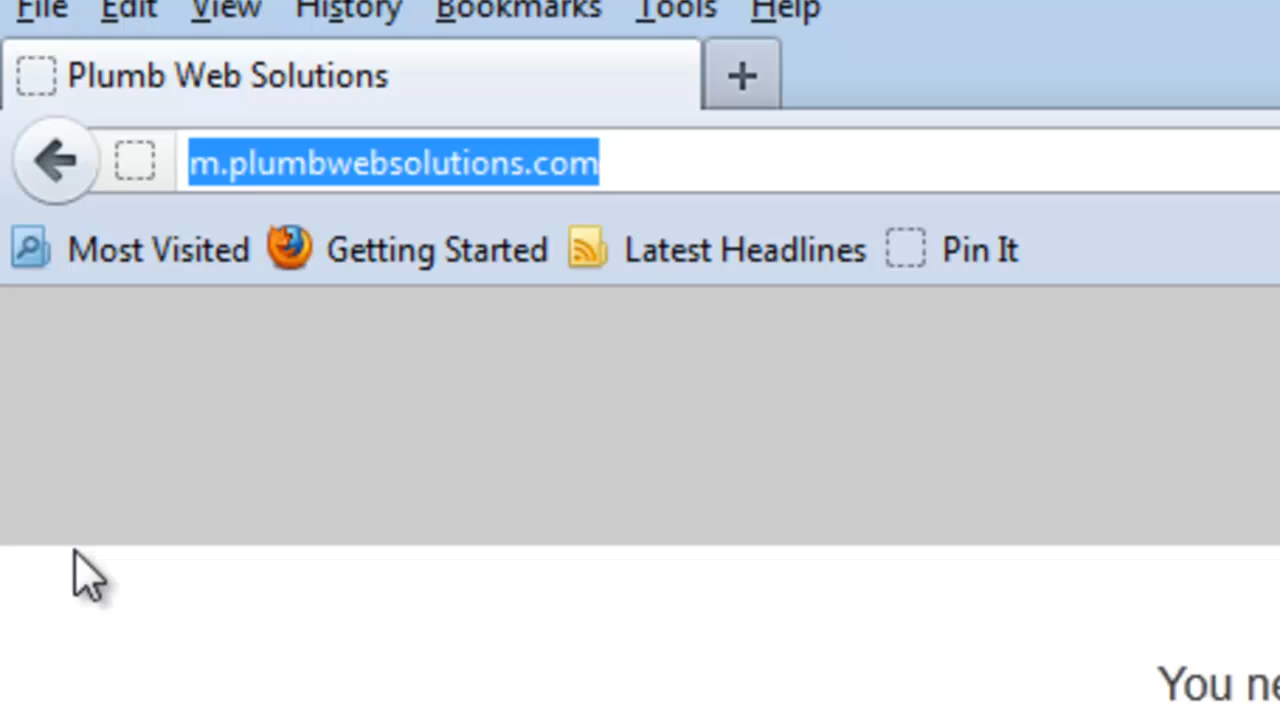 File Edit View History Bookmarks Tools Help
Plumb Web Solutions +
m.plumbwebsolutions.com
Most Visited Getting Started Latest Headlines Pin It
You